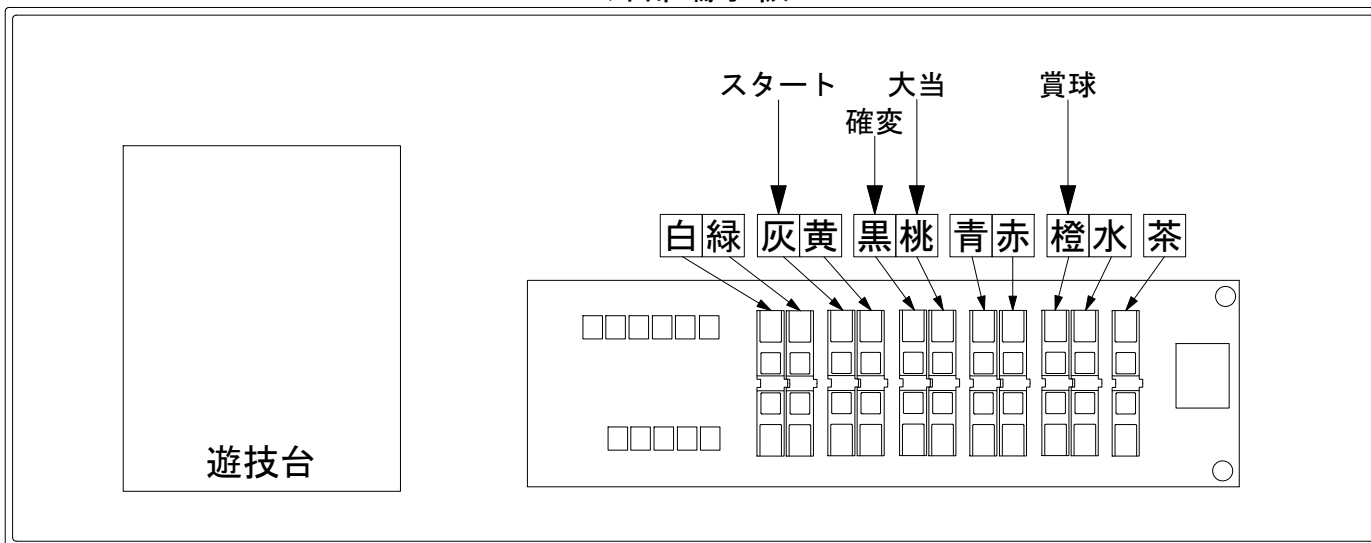 スタート
大当
賞球
確変
白緑 灰黄 黒桃 青赤 橙水 茶
遊技台